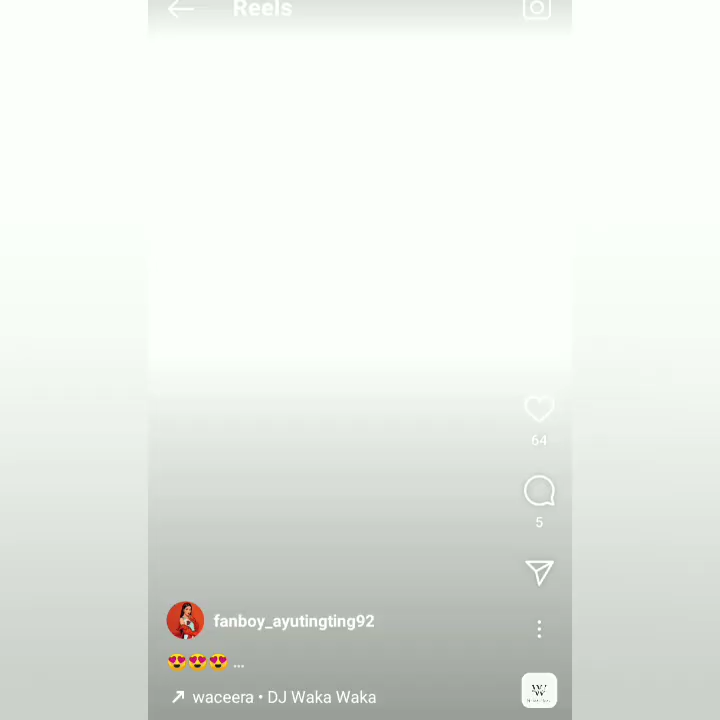 Reels
64
5
fanboy_ayutingting92
😍😍😍 ...
waceera • DJ Waka Waka
W
W